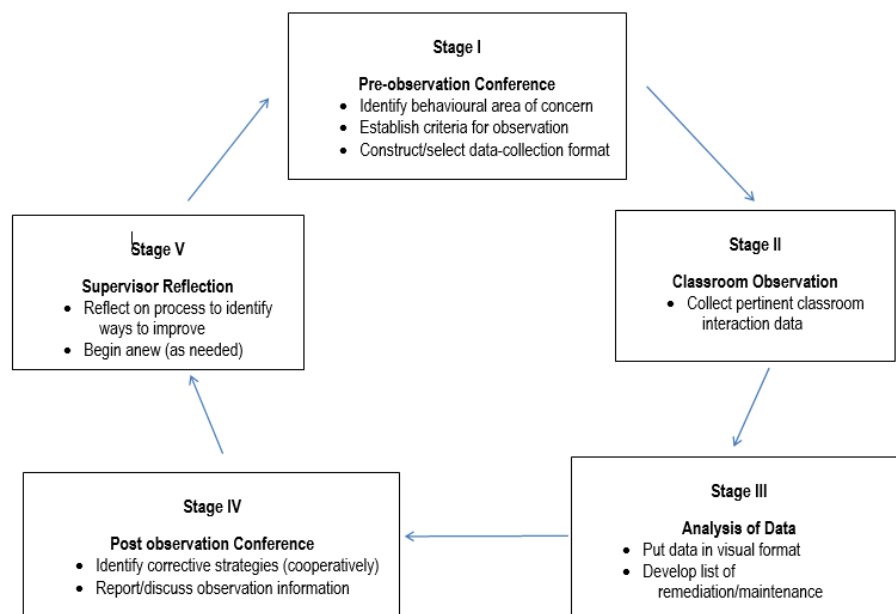 Stage I
Pre-observation Conference
• Identify behavioural area of concern
• Establish criteria for observation
• Construct/select data-collection format
Stage II
Classroom Observation
• Collect pertinent classroom
interaction data
Stage III
Analysis of Data
• Put data in visual format
• Develop list of
remediation/maintenance
Stage IV
Post observation Conference
• Identify corrective strategies (cooperatively)
• Report/discuss observation information
Stage V
Supervisor Reflection
• Reflect on process to identify
ways to improve
• Begin anew (as needed)